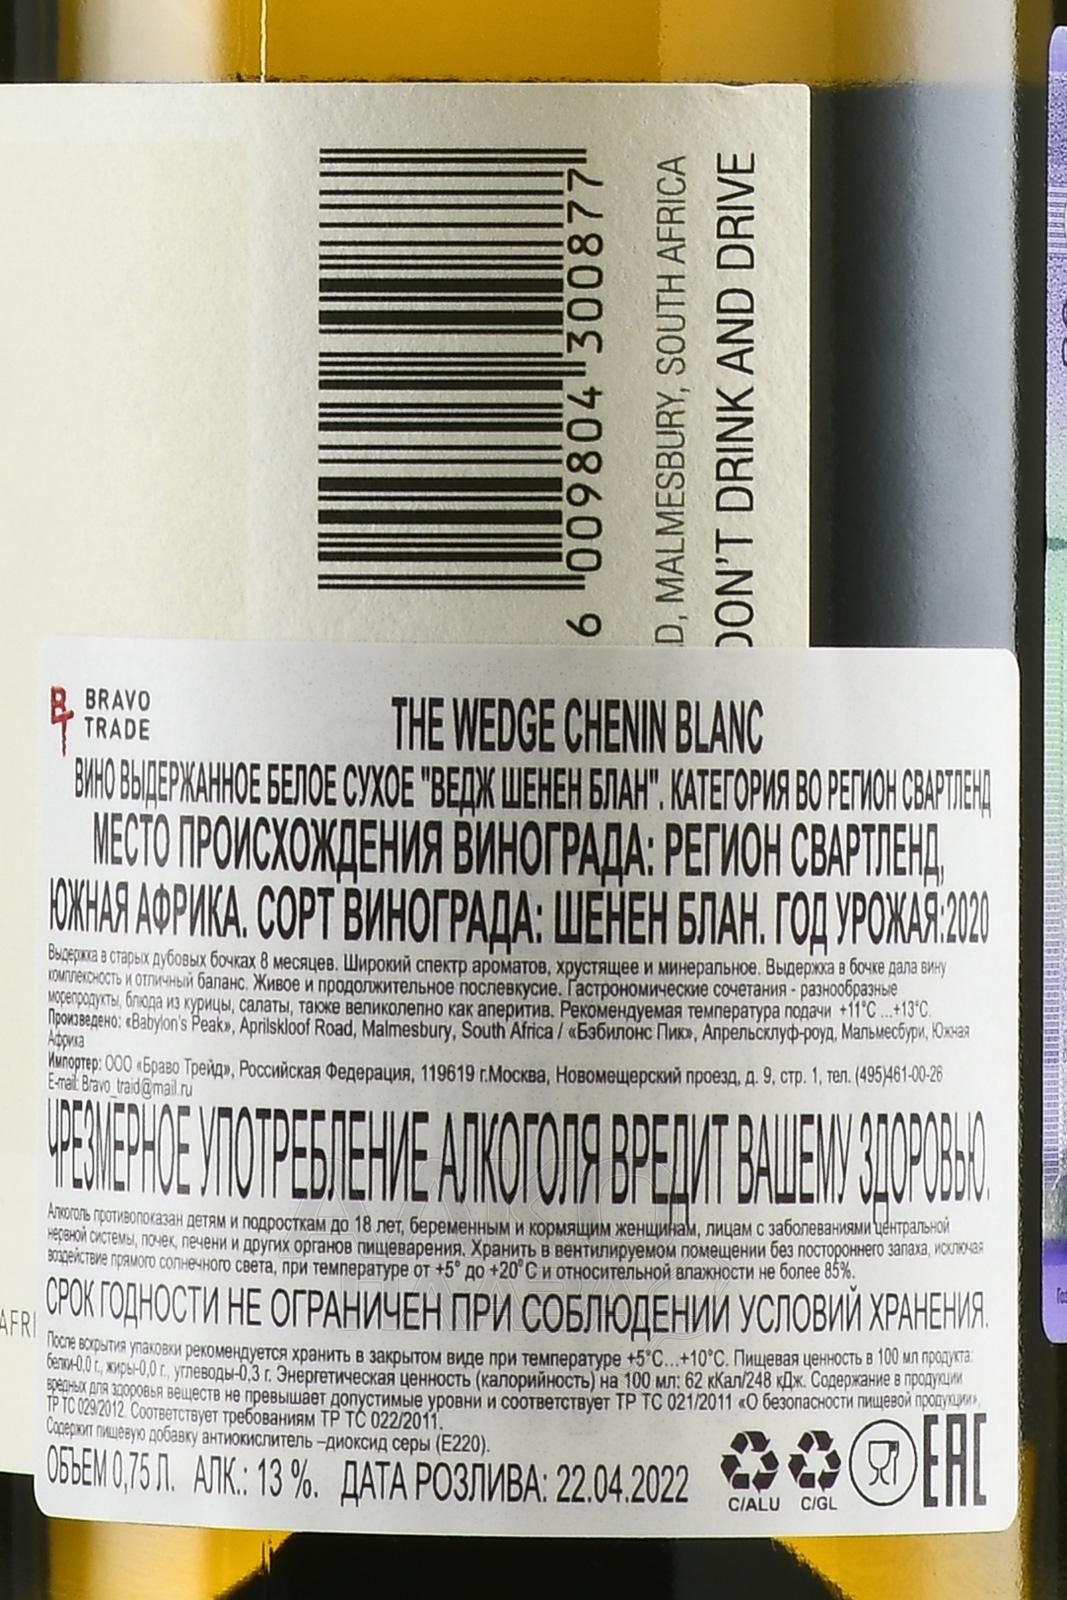 6 009804 300877
D, MALMESBURY, SOUTH AFRICA
DON'T DRINK AND DRIVE
BRAVO
TRADE
THE WEDGE CHENIN BLANC
ВИНО ВЫДЕРЖАННОЕ БЕЛОЕ СУХОЕ "ВЕДЖ ШЕНЕН БЛАН". КАТЕГОРИЯ ВО РЕГИОН СВАРТЛЕНД
МЕСТО ПРОИСХОЖДЕНИЯ ВИНОГРАДА: РЕГИОН СВАРТЛЕНД,
ЮЖНАЯ АФРИКА. СОРТ ВИНОГРАДА: ШЕНЕН БЛАН. ГОД УРОЖАЯ:2020
Выдержка в старых дубовых бочках 8 месяцев. Широкий спектр ароматов, хрустящее и минеральное. Выдержка в бочке дала вину
комплексность и отличный баланс. Живое и продолжительное послевкусие. Гастрономические сочетания - разнообразные
морепродукты, блюда из курицы, салаты, также великолепно как аперитив. Рекомендуемая температура подачи +11°С ...+13°С.
Произведено: «Babylon's Peak», Aprilskloof Road, Malmesbury, South Africa / «Бэбилонс Пик», Апрельсклуф-роуд, Мальмесбури, Южная
Африка
Импортер: ООО «Браво Трейд», Российская Федерация, 119619 г.Москва, Новомещерский проезд, д. 9, стр. 1, тел. (495)461-00-26
E-mail: Bravo_traid@mail.ru
ЧРЕЗМЕРНОЕ УПОТРЕБЛЕНИЕ АЛКОГОЛЯ ВРЕДИТ ВАШЕМУ ЗДОРОВЬЮ.
Алкоголь противопоказан детям и подросткам до 18 лет, беременным и кормящим женщинам, лицам с заболеваниями центральной
нервной системы, почек, печени и других органов пищеварения. Хранить в вентилируемом помещении без постороннего запаха, исключая
воздействие прямого солнечного света, при температуре от +5° до +20°С и относительной влажности не более 85%.
СРОК ГОДНОСТИ НЕ ОГРАНИЧЕН ПРИ СОБЛЮДЕНИИ УСЛОВИЙ ХРАНЕНИЯ.
AFRI
После вскрытия упаковки рекомендуется хранить в закрытом виде при температуре +5°С...+10°С. Пищевая ценность в 100 мл продукта:
белки-0,0 г., жиры-0,0 г., углеводы-0,3 г. Энергетическая ценность (калорийность) на 100 мл: 62 кКал/248 кДж. Содержание в продукции
вредных для здоровья веществ не превышает допустимые уровни и соответствует ТР ТС 021/2011 «О безопасности пищевой продукции»,
ТР ТС 029/2012. Соответствует требованиям ТР ТС 022/2011.
Содержит пищевую добавку антиокислитель –диоксид серы (Е220).
ОБЪЕМ 0,75 Л. АЛК.: 13 %. ДАТА РОЗЛИВА: 22.04.2022
C/ALU C/GL
EAC